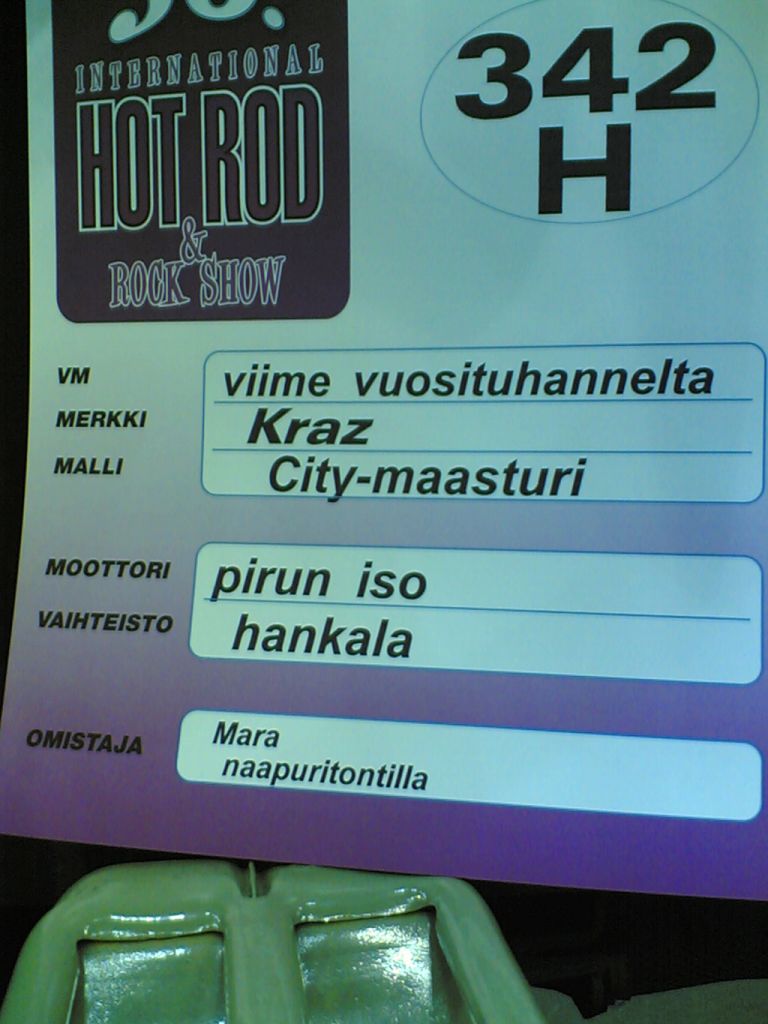 INTERNATIONAL
HOT ROD
&
ROCK SHOW
342
H
VM viime vuosituhannelta
MERKKI Kraz
MALLI City-maasturi
MOOTTORI pirun iso
VAIHTEISTO hankala
OMISTAJA Mara
naapuritontilla